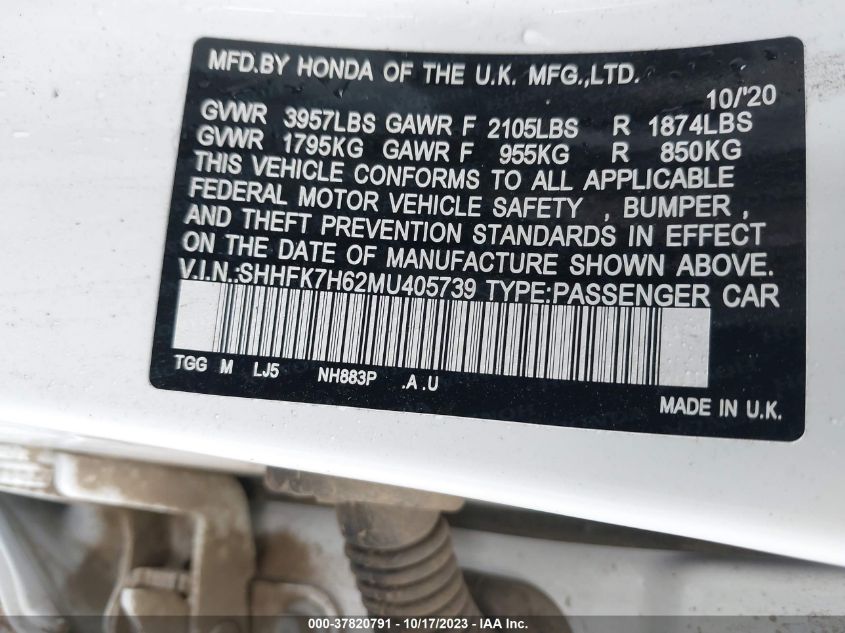 MFD.BY HONDA OF THE U.K. MFG.,LTD.
10/'20
GVWR 3957LBS GAWR F 2105LBS R 1874LBS
GVWR 1795KG GAWR F 955KG R 850KG
THIS VEHICLE CONFORMS TO ALL APPLICABLE
FEDERAL MOTOR VEHICLE SAFETY , BUMPER ,
AND THEFT PREVENTION STANDARDS IN EFFECT
ON THE DATE OF MANUFACTURE SHOWN ABOVE.
V.I.N.:SHHFK7H62MU405739 TYPE:PASSENGER CAR
TGG M LJ5 NH883P .A .U
MADE IN U.K.
000-37820791 - 10/17/2023 - IAA Inc.